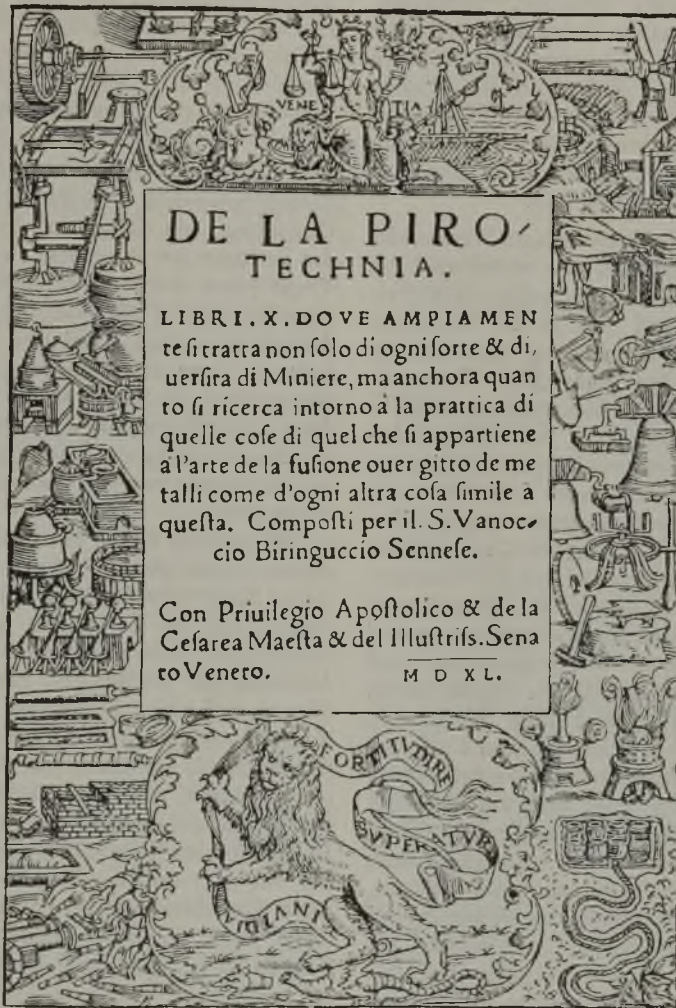 VENE TIA
DE LA PIRO-
TECHNIA.
LIBRI.X.DOVE AMPIAMEN
te ſi tratta non ſolo di ogni ſorte & di,
uerſita di Miniere, ma anchora quan
to ſi ricerca intorno à la prattica di
quelle coſe di quel che ſi appartiene
à l'arte de la fuſione ouer gitto de me
talli come d'ogni altra coſa ſimile à
queſta. Compoſti per il. S. Vanoc-
cio Biringuccio Senneſe.
Con Priuilegio Apoſtolico & de la
Ceſarea Maeſta & del Illuſtriſs. Sena
to Veneto. M D XL.
FORTITVDIRE
SVPERATVR
INVIDIA